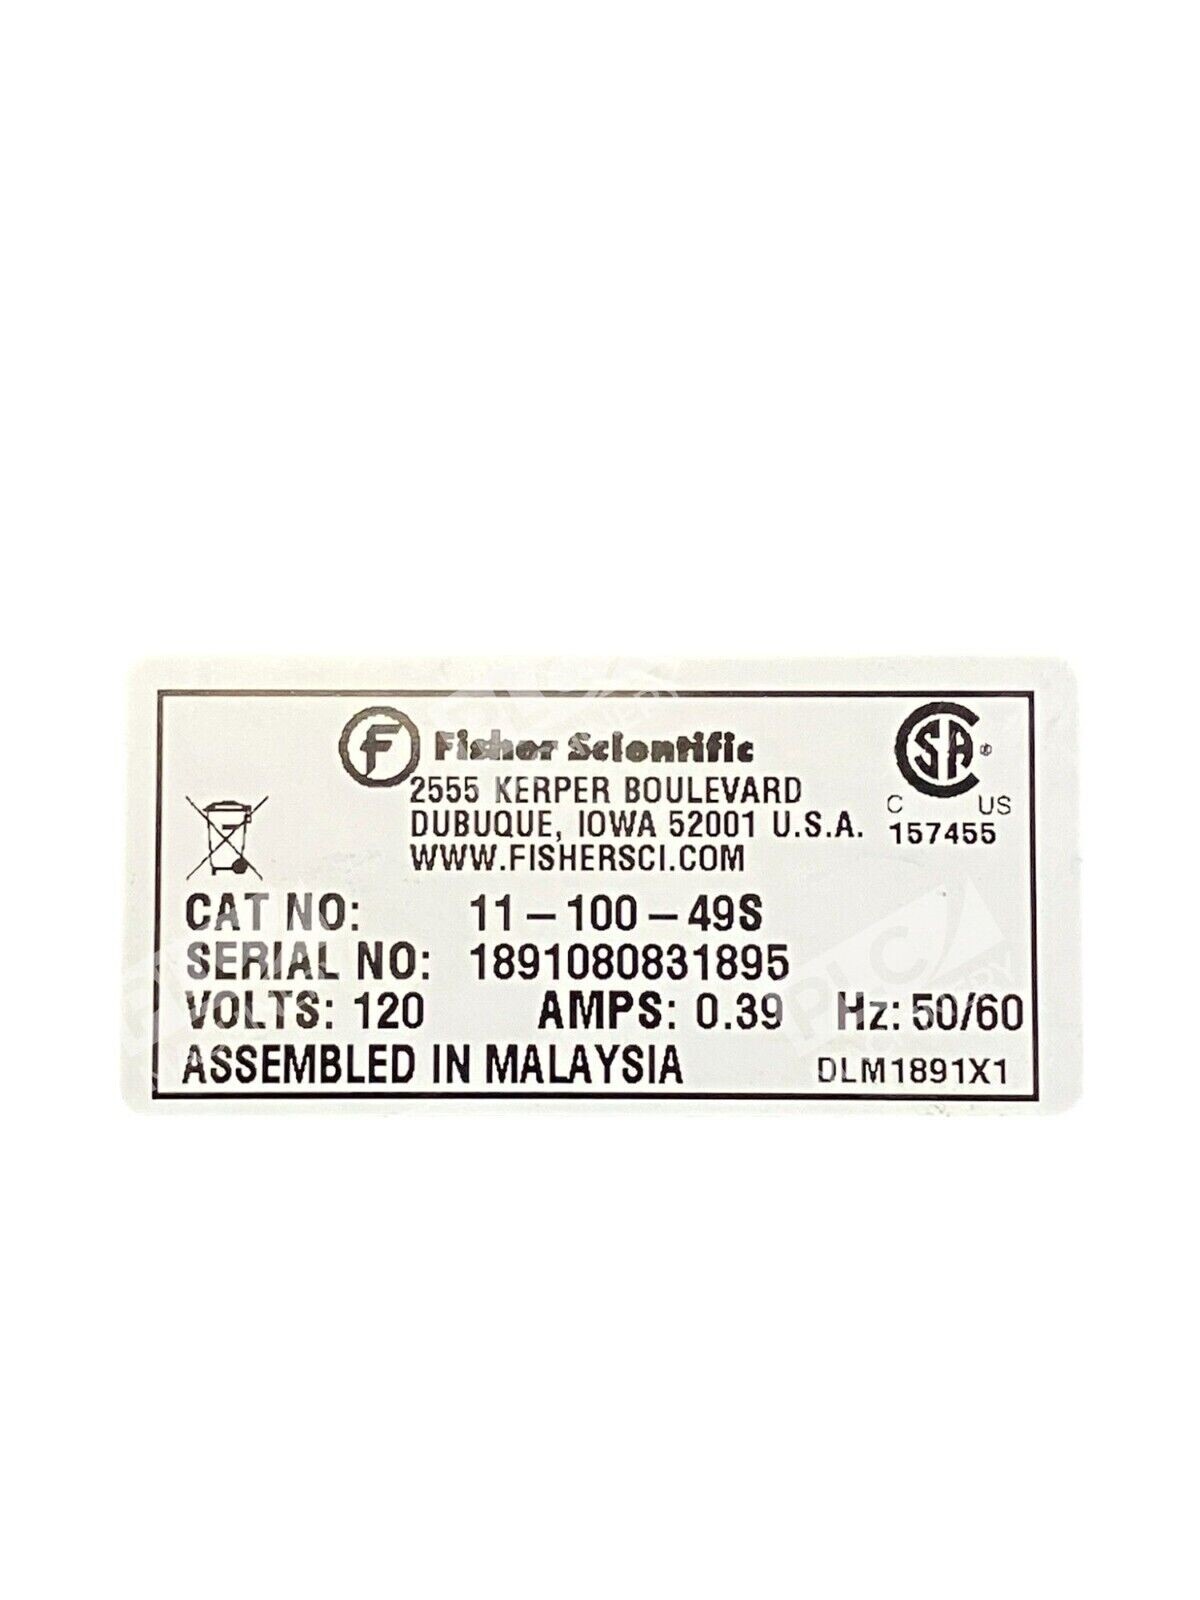 F Fisher Scientific
2555 KERPER BOULEVARD
DUBUQUE, IOWA 52001 U.S.A.
WWW.FISHERSCI.COM
SA ®
C US
157455
CAT NO: 11-100-49S
SERIAL NO: 1891080831895
VOLTS: 120 AMPS: 0.39 Hz: 50/60
ASSEMBLED IN MALAYSIA DLM1891X1
PLC